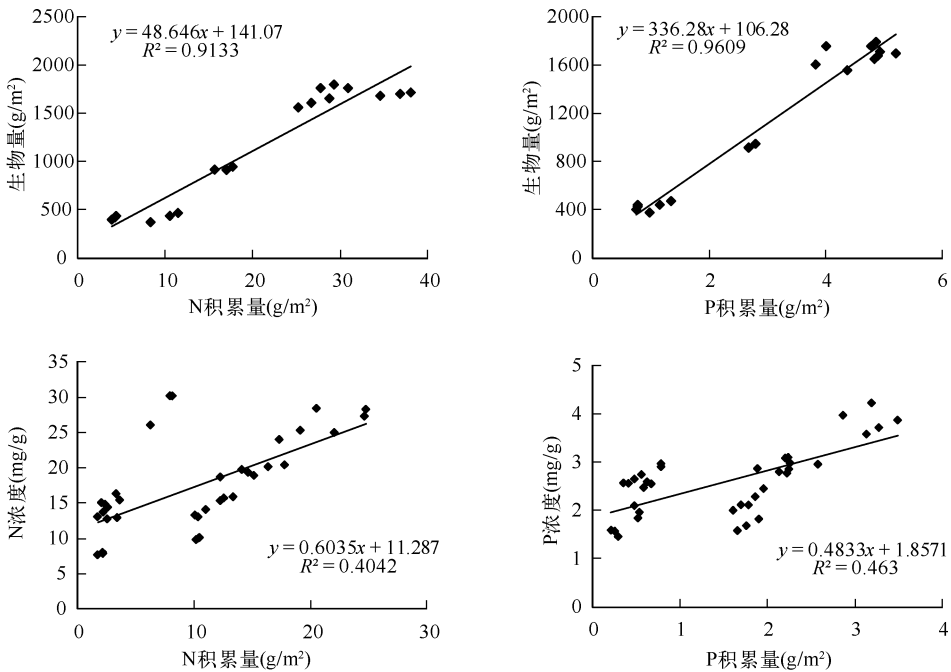 y = 48.646x + 141.07
R² = 0.9133
2500
2000
1500
1000
500
0
生物量(g/m²)
0 10 20 30 40
N积累量(g/m²)
y = 336.28x + 106.28
R² = 0.9609
2000
1600
1200
800
400
0
生物量(g/m²)
0 2 4 6
P积累量(g/m²)
35
30
25
20
15
10
5
0
N浓度(mg/g)
y = 0.6035x + 11.287
R² = 0.4042
0 10 20 30
N积累量(g/m²)
5
4
3
2
1
0
P浓度(mg/g)
y = 0.4833x + 1.8571
R² = 0.463
0 1 2 3 4
P积累量(g/m²)